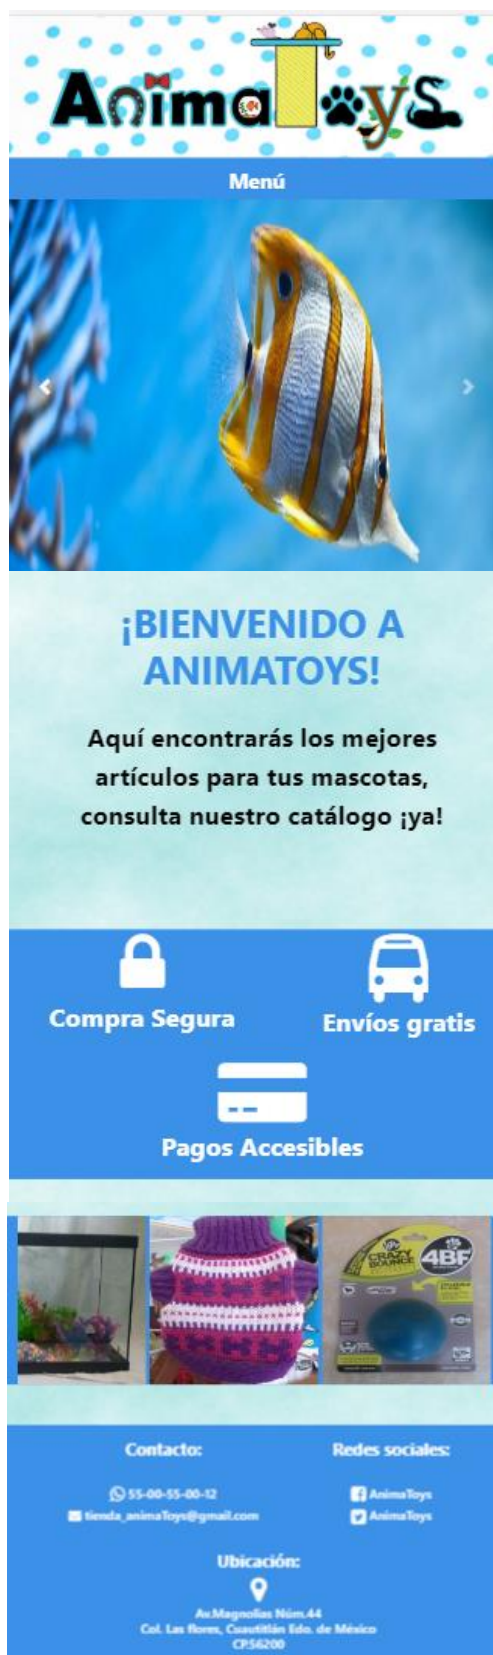 AnimaToys
Menú
¡BIENVENIDO A
ANIMATOYS!
Aquí encontrarás los mejores
artículos para tus mascotas,
consulta nuestro catálogo ¡ya!
Compra Segura
Envíos gratis
Pagos Accesibles
CRAZY
BOUNCE
4BF
Contacto:
55-00-55-00-12
tienda_animaToys@gmail.com
Redes sociales:
AnimaToys
AnimaToys
Ubicación:
Av.Magnolias Núm.44
Col. Las flores, Cuautitlán Edo. de México
CP.56200